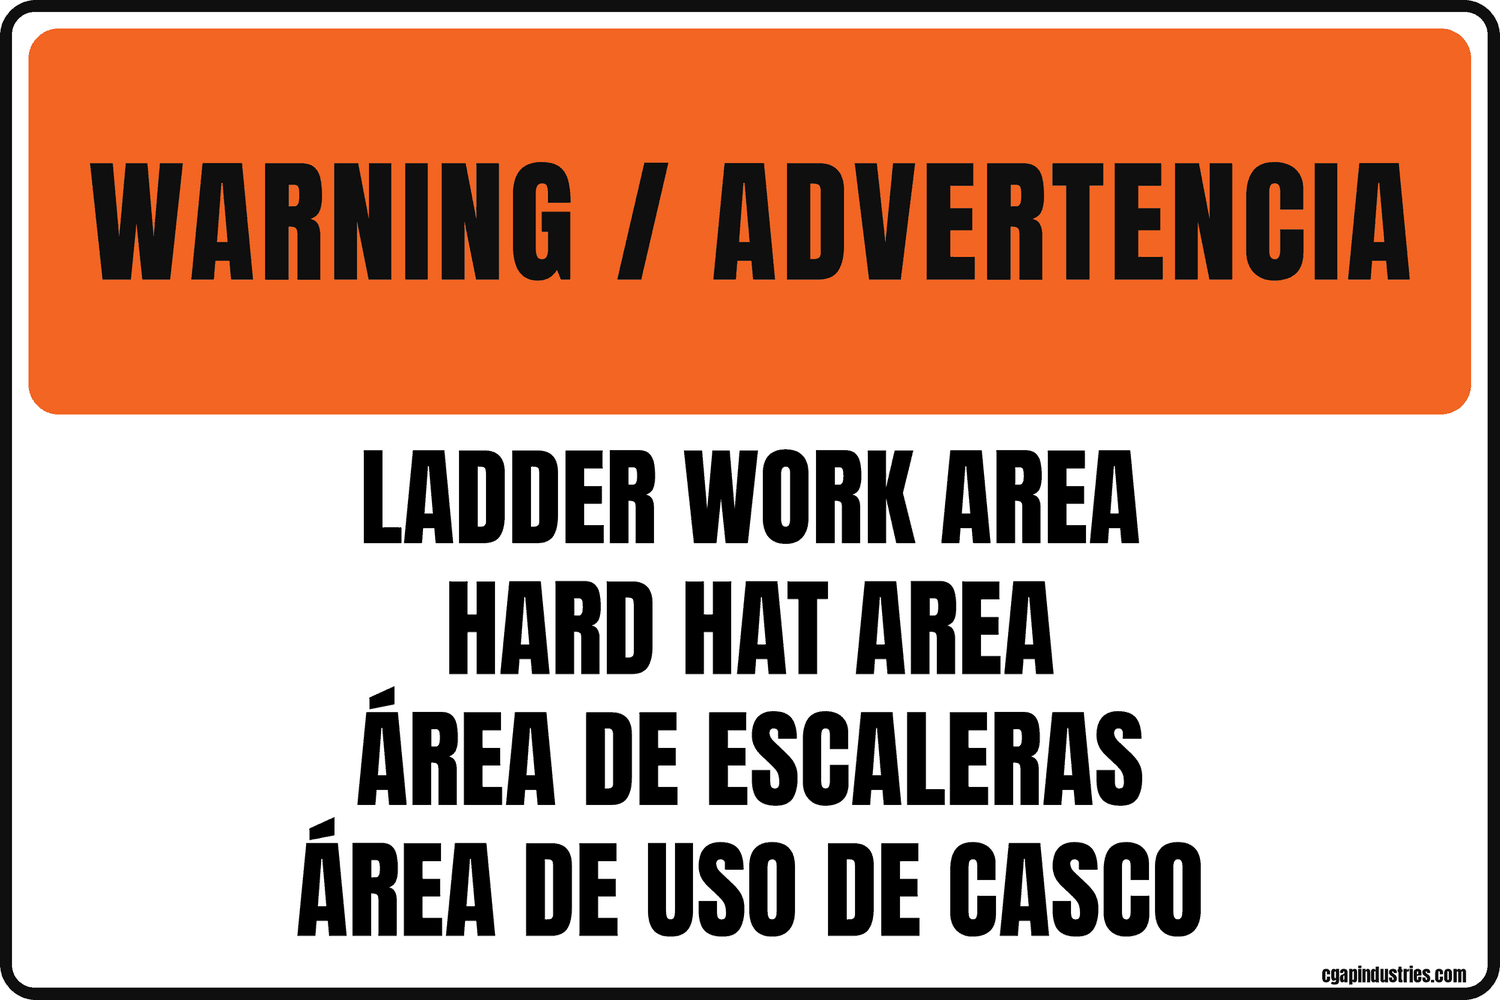 WARNING / ADVERTENCIA
LADDER WORK AREA
HARD HAT AREA
ÁREA DE ESCALERAS
ÁREA DE USO DE CASCO
cgapindustries.com